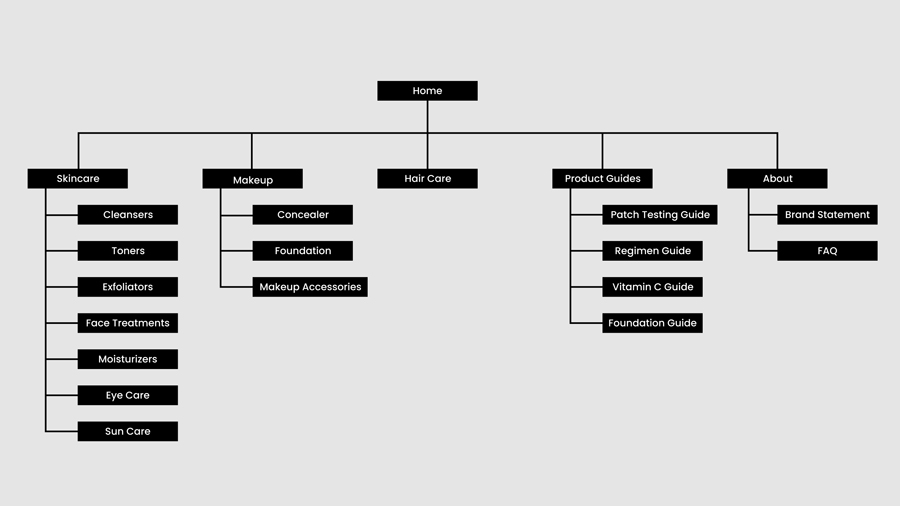 Home
Skincare
Makeup
Hair Care
Product Guides
About
Cleansers
Toners
Exfoliators
Face Treatments
Moisturizers
Eye Care
Sun Care
Concealer
Foundation
Makeup Accessories
Patch Testing Guide
Regimen Guide
Vitamin C Guide
Foundation Guide
Brand Statement
FAQ